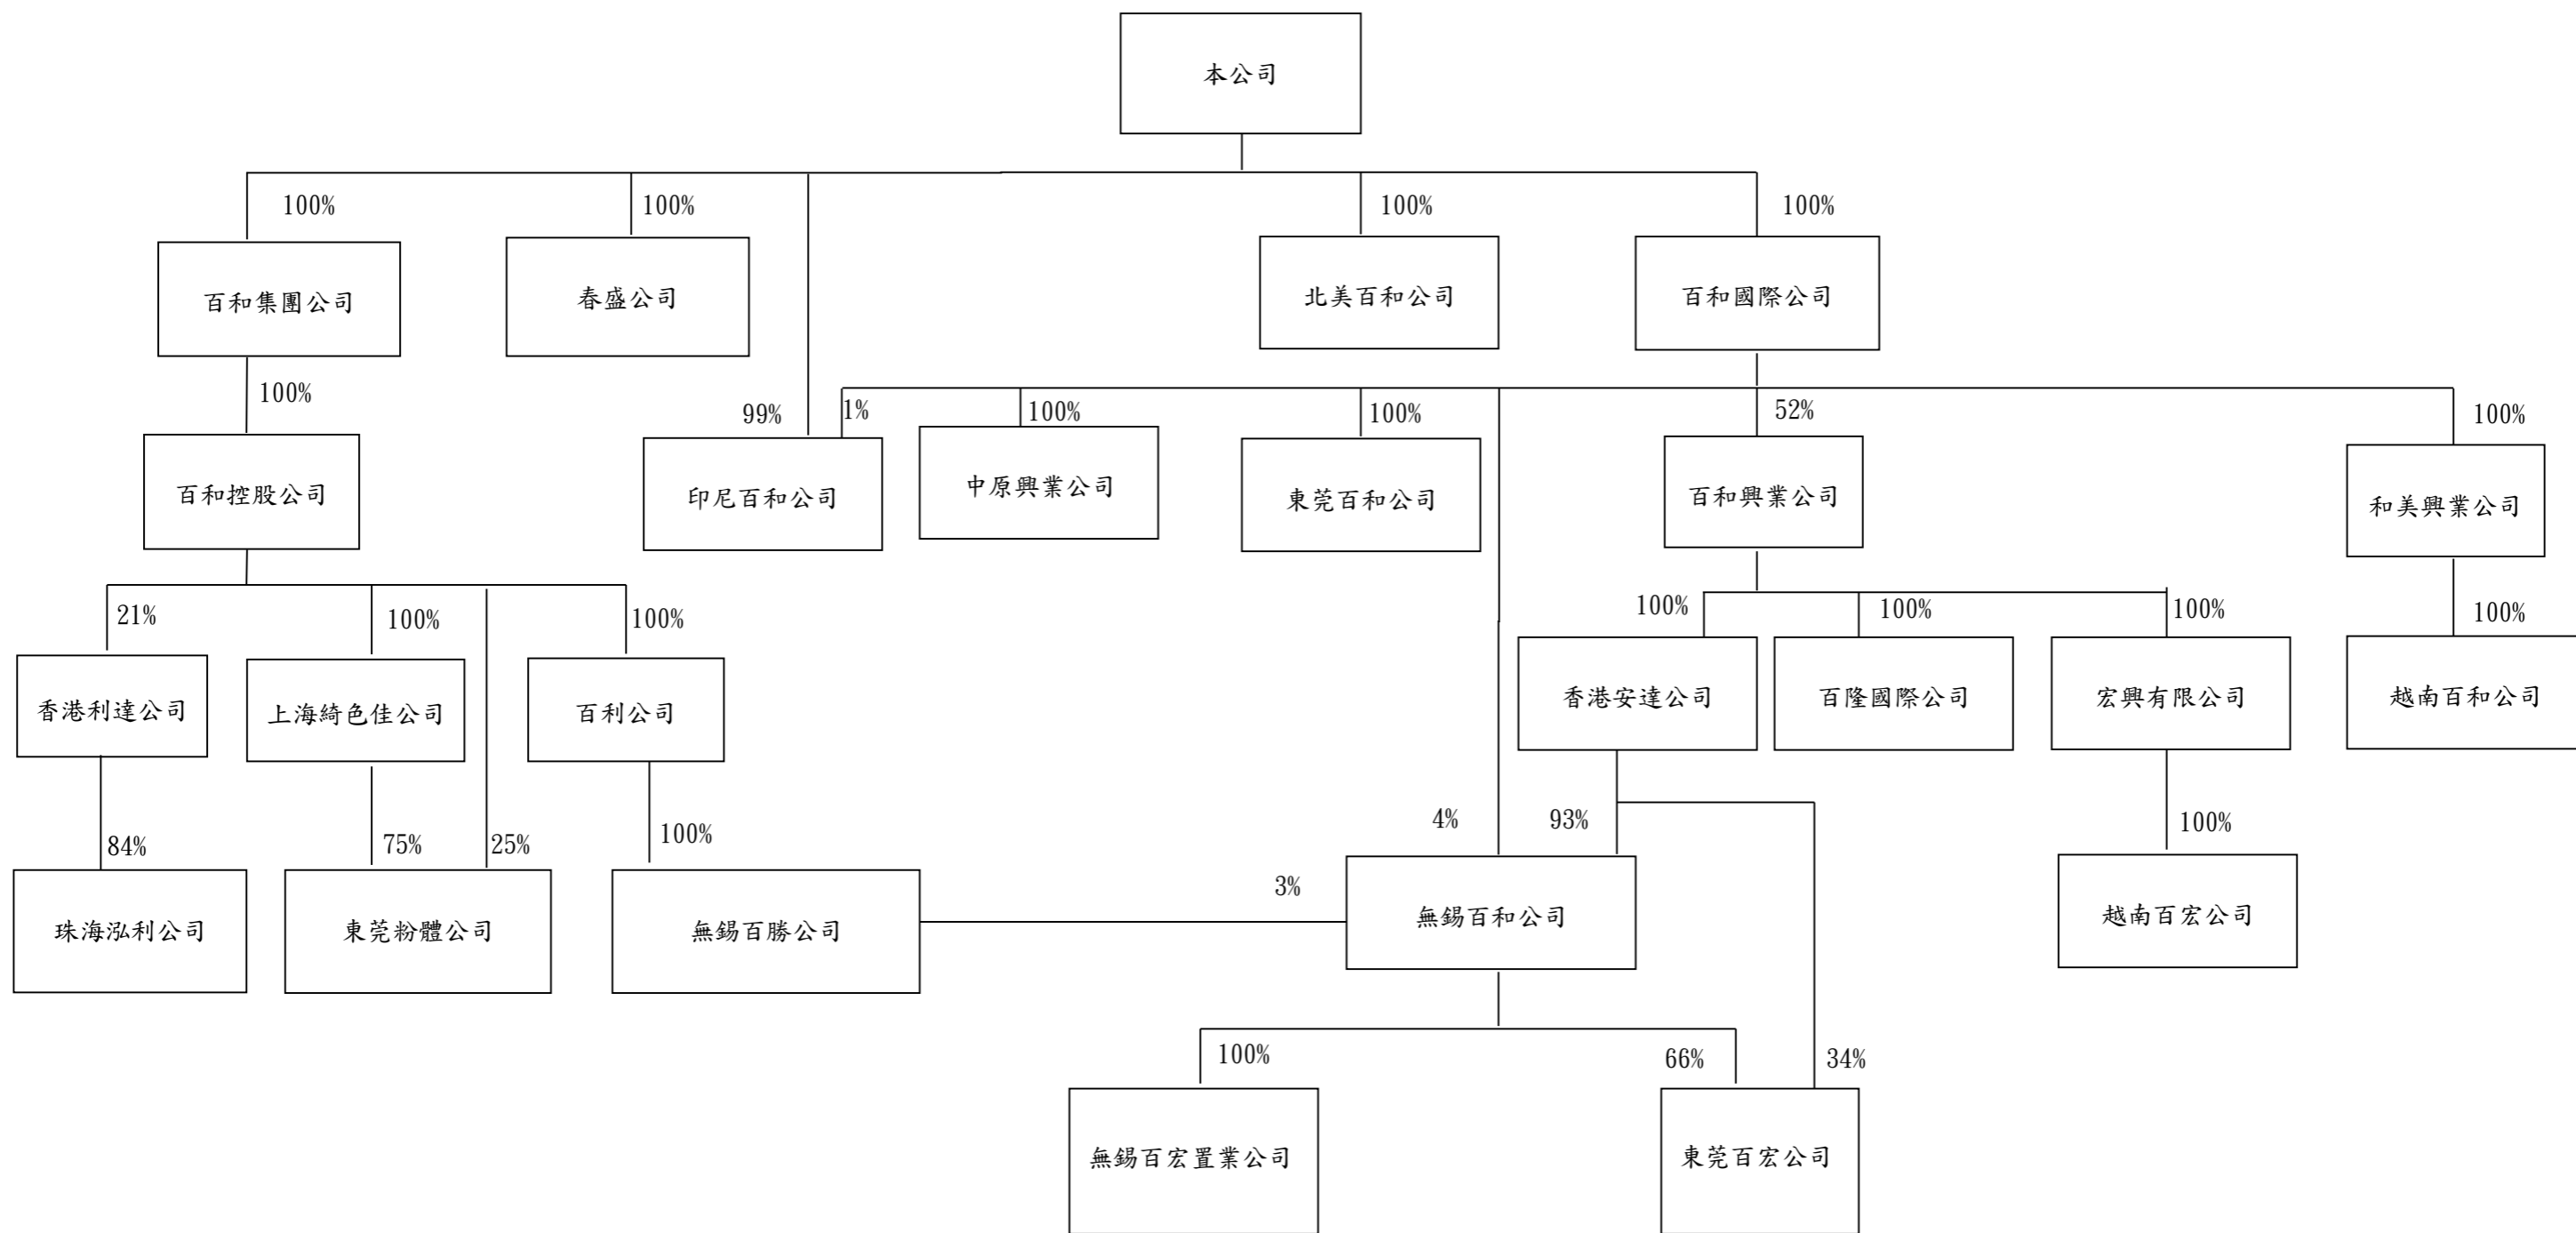 本公司
100%
100%
100%
100%
百和集團公司
春盛公司
北美百和公司
百和國際公司
100%
99%
1%
100%
100%
52%
100%
百和控股公司
印尼百和公司
中原興業公司
東莞百和公司
百和興業公司
和美興業公司
21%
100%
100%
100%
100%
100%
100%
香港利達公司
上海綺色佳公司
百利公司
香港安達公司
百隆國際公司
宏興有限公司
越南百和公司
84%
75%
25%
100%
4%
93%
100%
3%
珠海泓利公司
東莞粉體公司
無錫百勝公司
無錫百和公司
越南百宏公司
100%
66%
34%
無錫百宏置業公司
東莞百宏公司